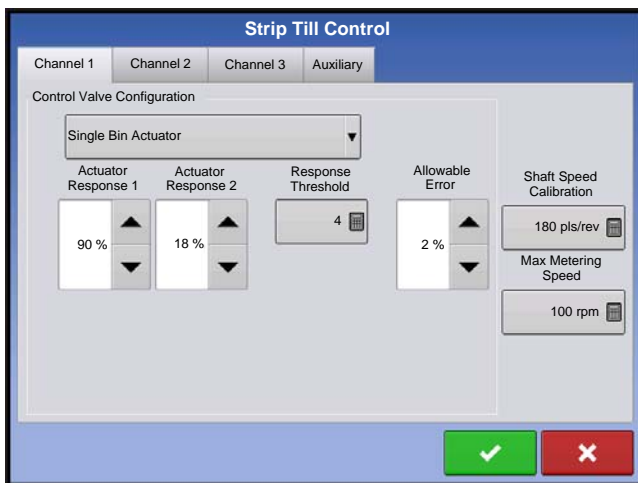 Strip Till Control
Channel 1
Channel 2
Channel 3
Auxiliary
Control Valve Configuration
Single Bin Actuator
Actuator
Response 1
Actuator
Response 2
Response
Threshold
Allowable
Error
90 %
18 %
4
2 %
Shaft Speed
Calibration
180 pls/rev
Max Metering
Speed
100 rpm